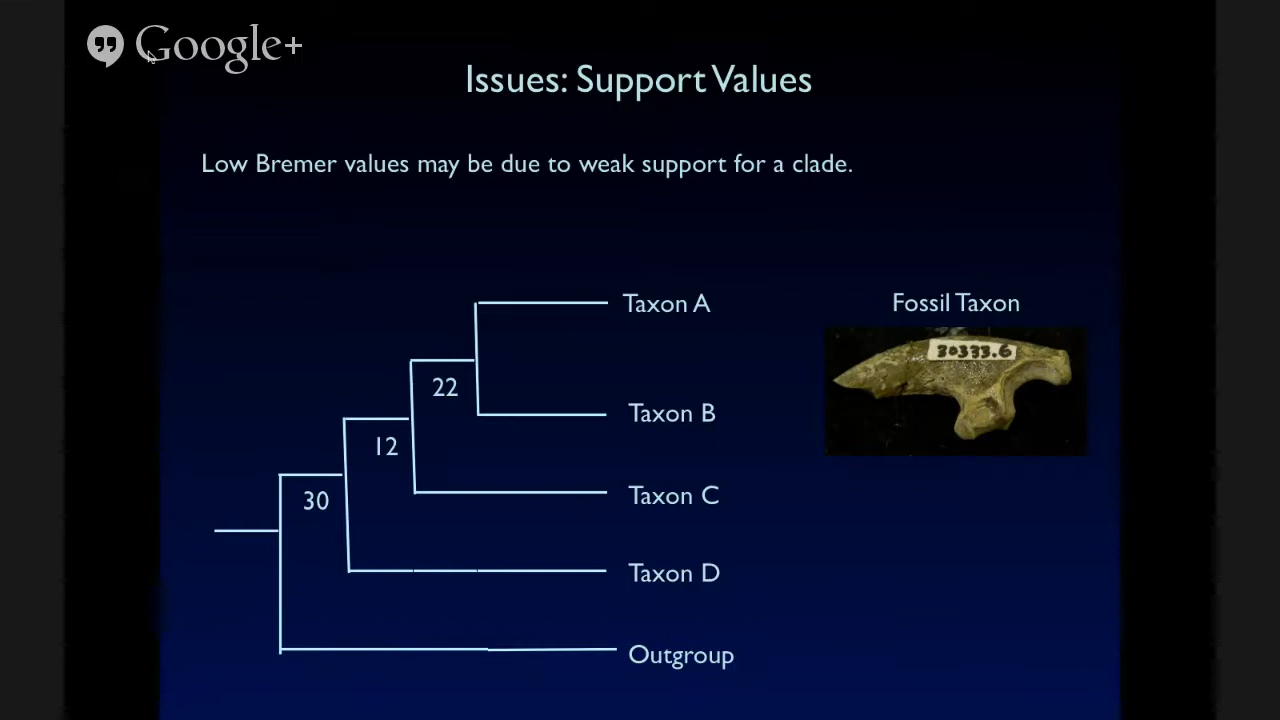 Google+
Issues: Support Values
Low Bremer values may be due to weak support for a clade.
Taxon A
Fossil Taxon
30333.6
22
Taxon B
12
Taxon C
30
Taxon D
Outgroup